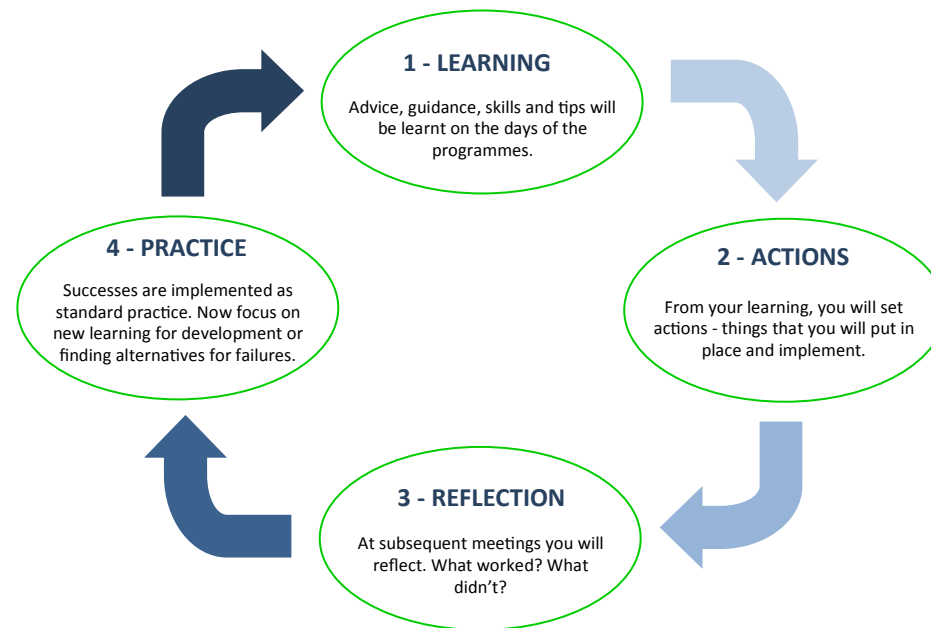 1 - LEARNING
Advice, guidance, skills and tips will
be learnt on the days of the
programmes.
2 - ACTIONS
From your learning, you will set
actions - things that you will put in
place and implement.
3 - REFLECTION
At subsequent meetings you will
reflect. What worked? What
didn’t?
4 - PRACTICE
Successes are implemented as
standard practice. Now focus on
new learning for development or
finding alternatives for failures.